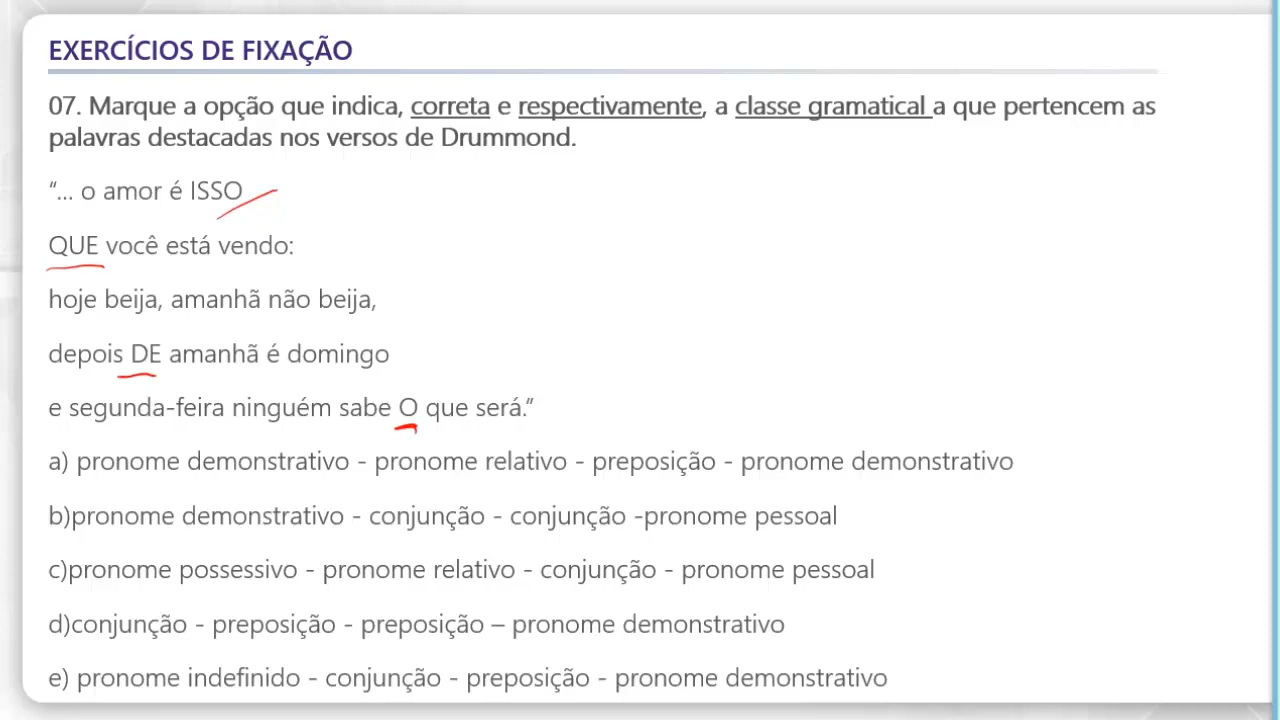 EXERCÍCIOS DE FIXAÇÃO
07. Marque a opção que indica, correta e respectivamente, a classe gramatical a que pertencem as
palavras destacadas nos versos de Drummond.
“... o amor é ISSO
QUE você está vendo:
hoje beija, amanhã não beija,
depois DE amanhã é domingo
e segunda-feira ninguém sabe O que será.”
a) pronome demonstrativo - pronome relativo - preposição - pronome demonstrativo
b)pronome demonstrativo - conjunção - conjunção -pronome pessoal
c)pronome possessivo - pronome relativo - conjunção - pronome pessoal
d)conjunção - preposição - preposição – pronome demonstrativo
e) pronome indefinido - conjunção - preposição - pronome demonstrativo